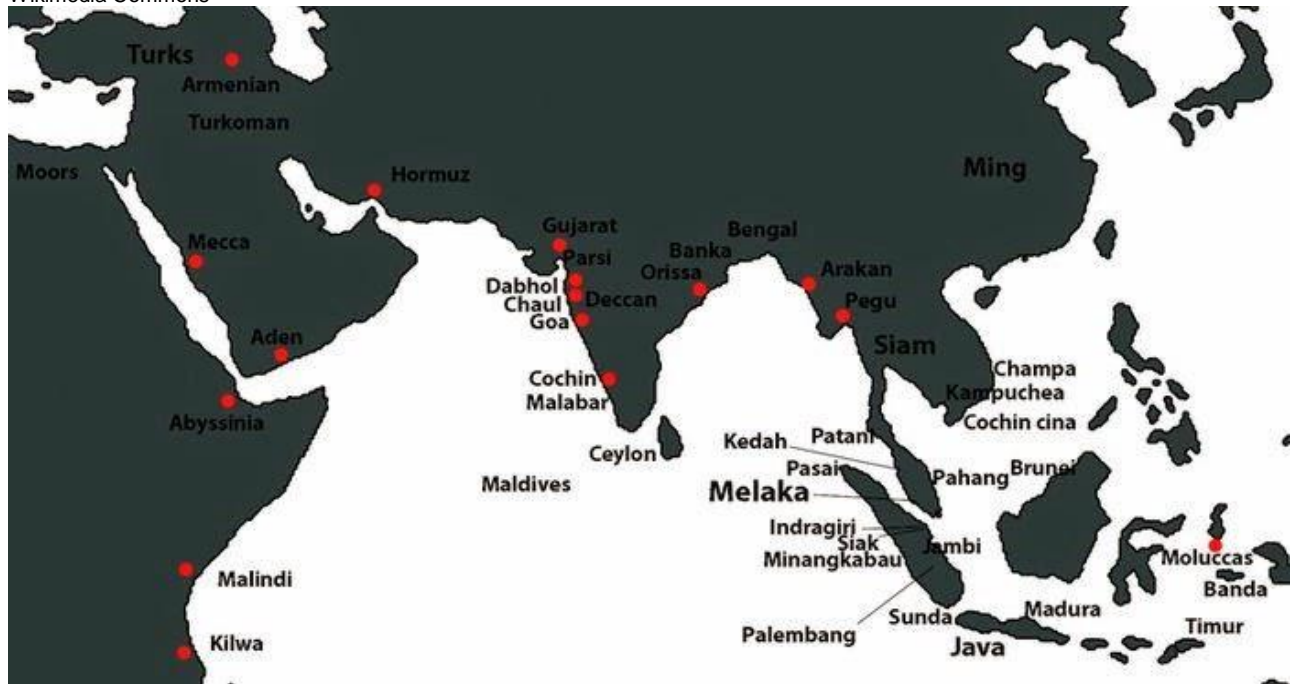 Wikimedia Commons
Turks
Armenian
Turkoman
Moors
Hormuz
Ming
Mecca
Gujarat
Parsi
Bengal
Banka
Orissa
Arakan
Dabhol
Chaul
Deccan
Goa
Pegu
Aden
Siam
Cochin
Malabar
Champa
Kampuchea
Cochin cina
Abyssinia
Ceylon
Kedah
Patani
Pasai
Maldives
Melaka
Pahang
Brunei
Indragiri
Siak
Minangkabau
Jambi
Moluccas
Banda
Malindi
Kilwa
Palembang
Sunda
Java
Madura
Timur